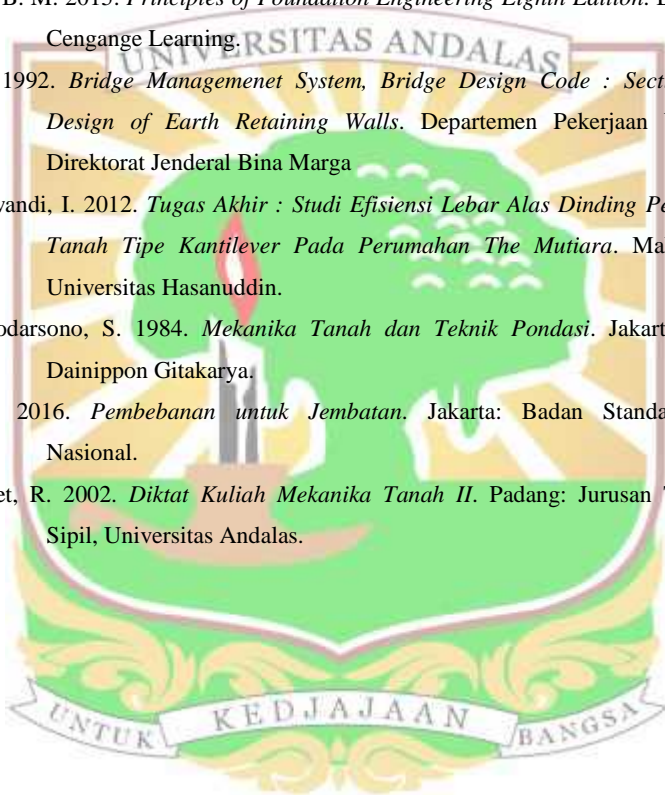 B. M. 2015. Principles of Foundation Engineering Eighth Edition.
Cengange Learning.
UNIVERSITAS ANDALAS
1992. Bridge Managemenet System, Bridge Design Code :
Design of Earth Retaining Walls. Departemen Pekerjaan
Direktorat Jenderal Bina Marga
I. 2012. Tugas Akhir : Studi Efisiensi Lebar Alas Dinding
Tanah Tipe Kantilever Pada Perumahan The Mutiara.
Universitas Hasanuddin.
S. 1984. Mekanika Tanah dan Teknik Pondasi.
Dainippon Gitakarya.
2016. Pembebanan untuk Jembatan. Jakarta: Badan
Nasional.
R. 2002. Diktat Kuliah Mekanika Tanah II. Padang: Jurusan
Sipil, Universitas Andalas.
UNTUK KEDJAJAAN BANGSA